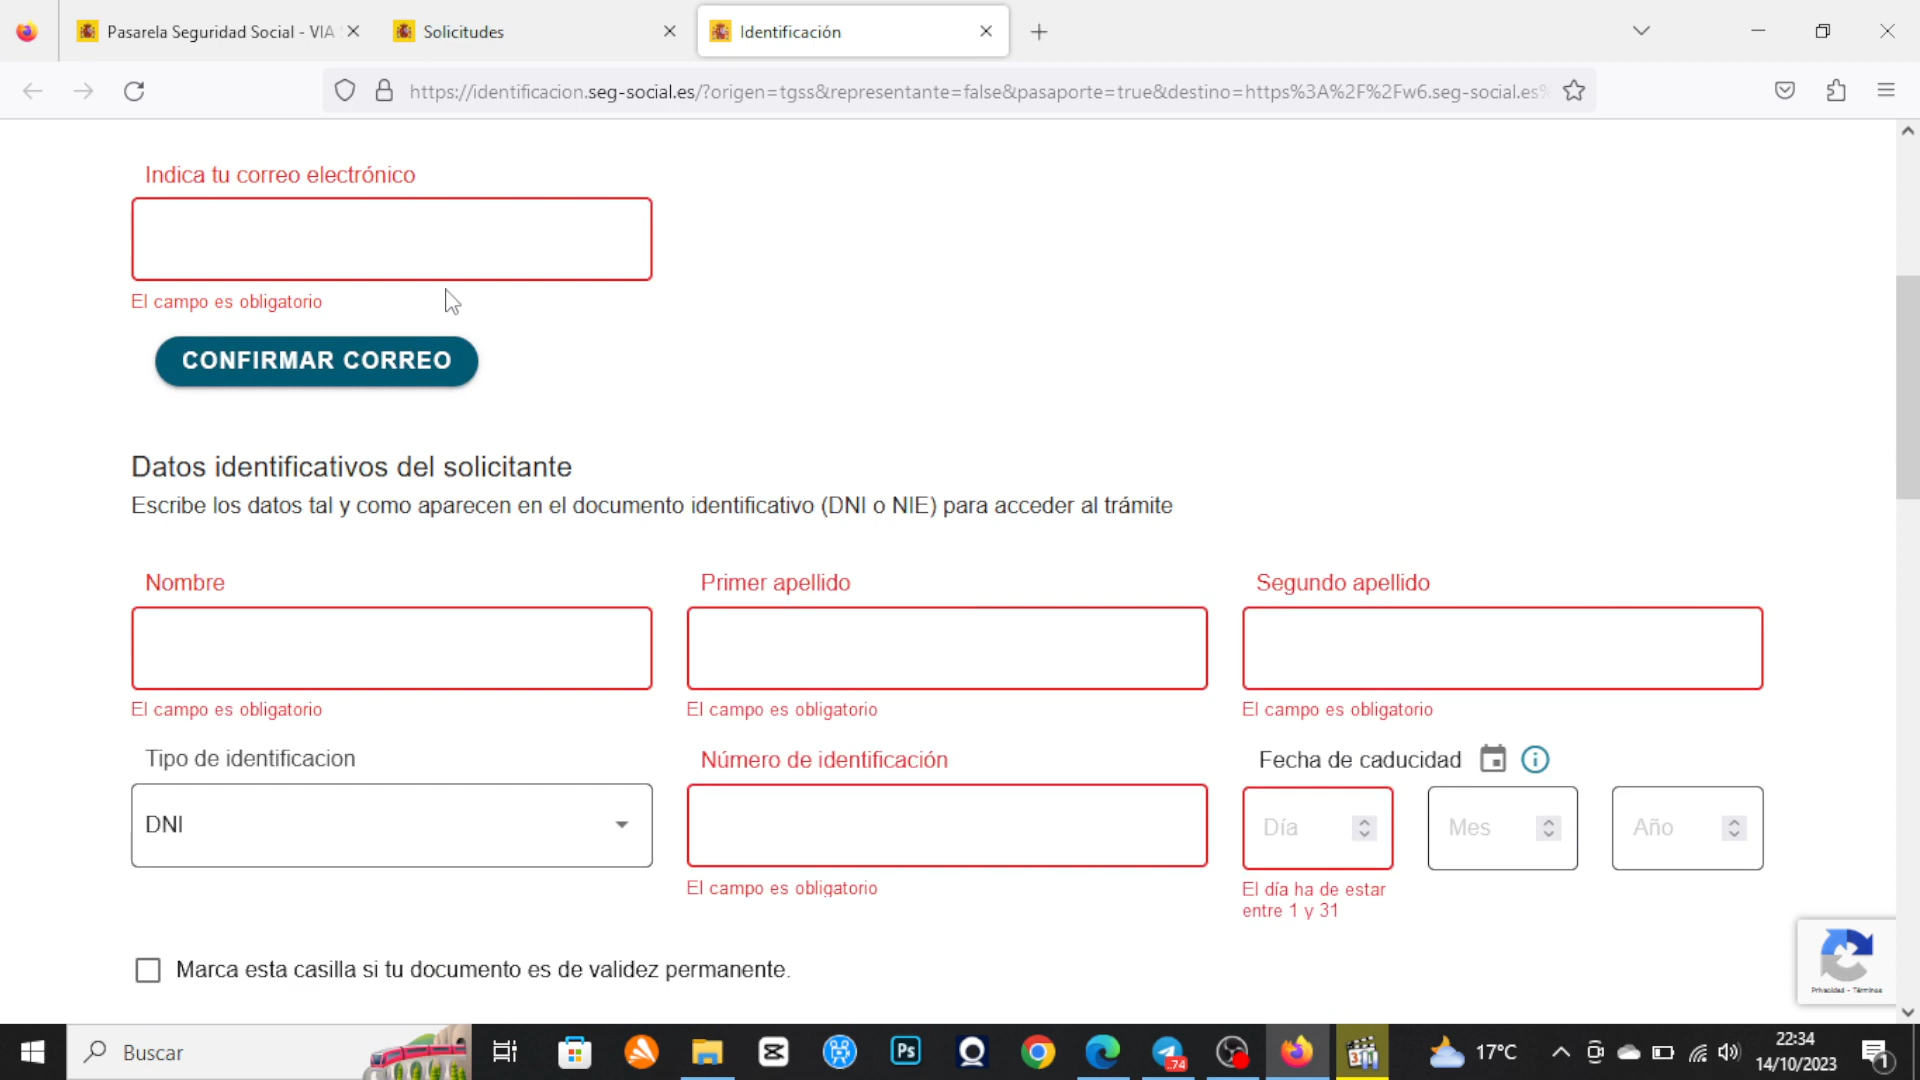 Pasarela Seguridad Social - VIA
Solicitudes
Identificación
https://identificacion.seg-social.es/?origen=tgss&representante=false&pasaporte=true&destino=https%3A%2F%2Fw6.seg-social.es%
Indica tu correo electrónico
El campo es obligatorio
CONFIRMAR CORREO
Datos identificativos del solicitante
Escribe los datos tal y como aparecen en el documento identificativo (DNI o NIE) para acceder al trámite
Nombre
Primer apellido
Segundo apellido
El campo es obligatorio
El campo es obligatorio
El campo es obligatorio
Tipo de identificacion
Número de identificación
Fecha de caducidad
DNI
Día
Mes
Año
El campo es obligatorio
El día ha de estar
entre 1 y 31
Marca esta casilla si tu documento es de validez permanente.
Privacidad - Términos
Buscar
Ps
74
17°C
22:34
14/10/2023
1